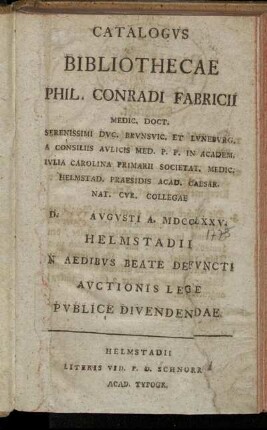 CATALOGVS
BIBLIOTHECAE
PHIL. CONRADI FABRICII
MEDIC. DOCT.
SERENISSIMI DVC. BRVNSVIC. ET LVNEBVRG.
A CONSILIIS AVLICIS MED. P. P. IN ACADEM.
IVLIA CAROLINA PRIMARII SOCIETAT. MEDIC.
HELMSTAD. PRAESIDIS ACAD. CAESAR.
NAT. CVR. COLLEGAE
D. AVGVSTI A. MDCCLXXV.
HELMSTADII
N AEDIBVS BEATE DEFVNCTI
AVCTIONIS LEGE
PVBLICE DIVENDENDAE.
HELMSTADII
LITERIS VID. P. D. SCHNORR
ACAD. TYPOGR.